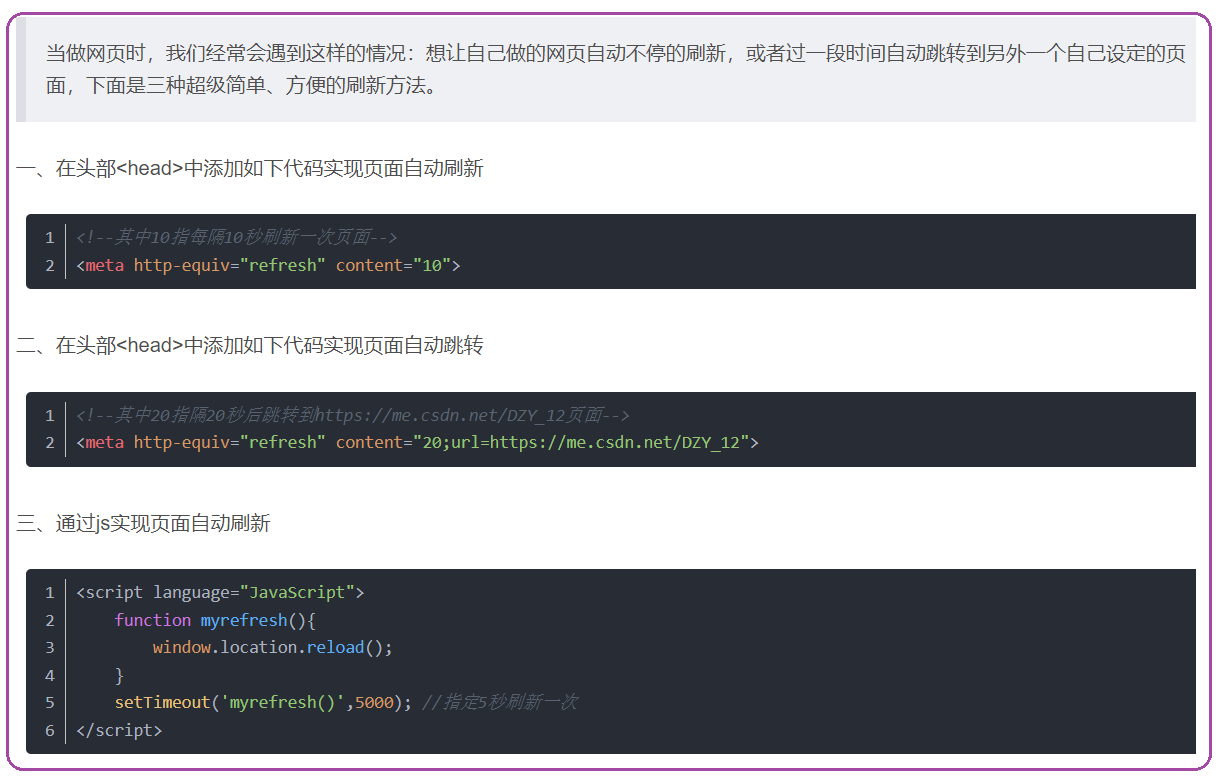 当做网页时，我们经常会遇到这样的情况：想让自己做的网页自动不停的刷新，或者过一段时间自动跳转到另外一个自己设定的页
面，下面是三种超级简单、方便的刷新方法。
一、在头部<head>中添加如下代码实现页面自动刷新
1 <!--其中10指每隔10秒刷新一次页面-->
2 <meta http-equiv="refresh" content="10">
二、在头部<head>中添加如下代码实现页面自动跳转
1 <!--其中20指隔20秒后跳转到https://me.csdn.net/DZY_12页面-->
2 <meta http-equiv="refresh" content="20;url=https://me.csdn.net/DZY_12">
三、通过js实现页面自动刷新
1 <script language="JavaScript">
2     function myrefresh(){
3         window.location.reload();
4     }
5     setTimeout('myrefresh()',5000); //指定5秒刷新一次
6 </script>